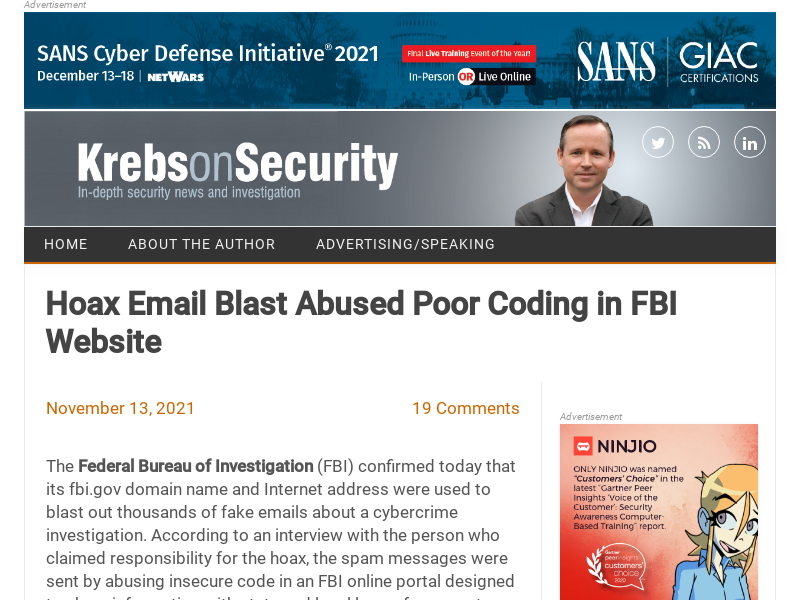 Advertisement
SANS Cyber Defense Initiative® 2021
December 13–18 | NETWARS
Final Live Training Event of the Year!
In-Person OR Live Online
SANS
GIAC
CERTIFICATIONS
KrebsonSecurity
In-depth security news and investigation
in
HOME
ABOUT THE AUTHOR
ADVERTISING/SPEAKING
Hoax Email Blast Abused Poor Coding in FBI
Website
November 13, 2021
19 Comments
The Federal Bureau of Investigation (FBI) confirmed today that
its fbi.gov domain name and Internet address were used to
blast out thousands of fake emails about a cybercrime
investigation. According to an interview with the person who
claimed responsibility for the hoax, the spam messages were
sent by abusing insecure code in an FBI online portal designed
Advertisement
NINJIO
ONLY NINJIO was named
"Customers' Choice" in the
latest "Gartner Peer
Insights 'Voice of the
Customer': Security
Awareness Computer-
Based Training" report.
Gartner
peerinsights
customers'
choice
2020